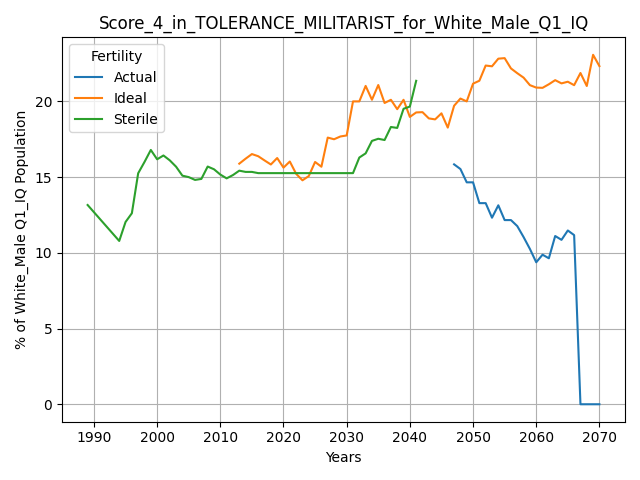 Score_4_in_TOLERANCE_MILITARIST_for_White_Male_Q1_IQ
Fertility
Actual
Ideal
Sterile
% of White_Male Q1_IQ Population
20
15
10
5
0
1990 2000 2010 2020 2030 2040 2050 2060 2070
Years